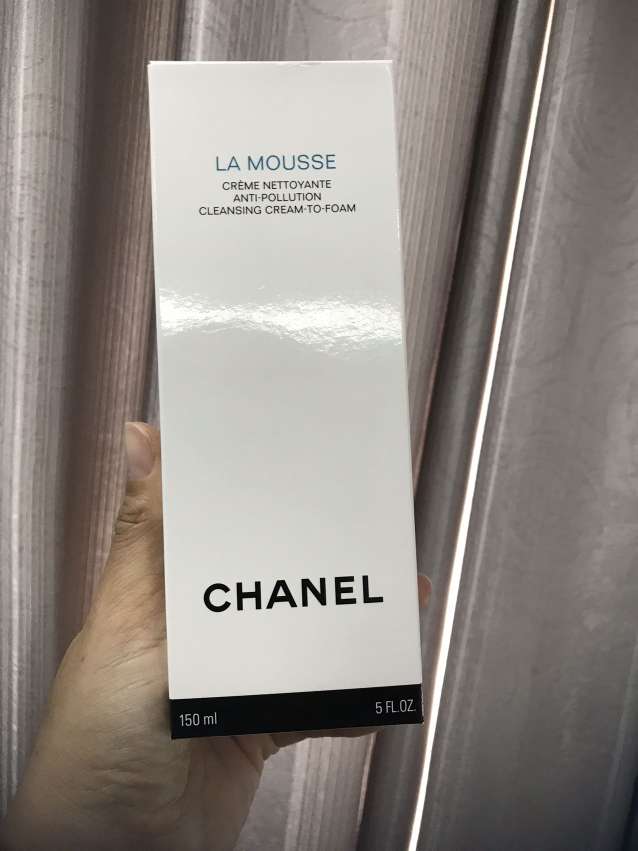 LA MOUSSE
CRÈME NETTOYANTE
ANTI-POLLUTION
CLEANSING CREAM-TO-FOAM
CHANEL
150 ml 5 FL.OZ.